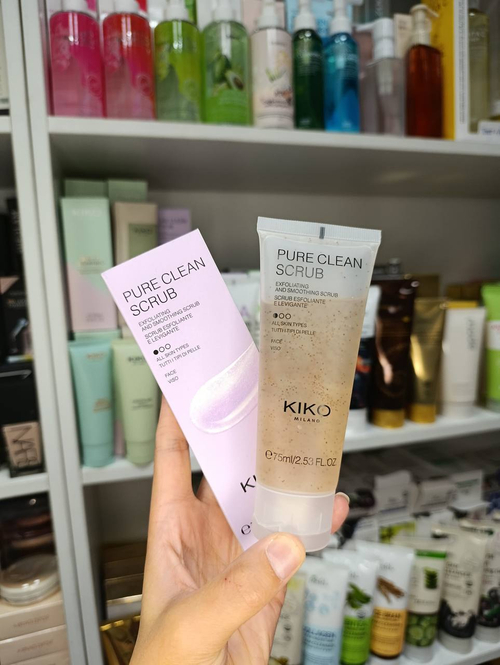 PURE CLEAN
SCRUB
EXFOLIATING
AND SMOOTHING SCRUB
SCRUB ESFOLIANTE
E LEVIGANTE
ALL SKIN TYPES
TUTTI I TIPI DI PELLE
FACE
VISO
KI
PURE CLEAN
SCRUB
EXFOLIATING
AND SMOOTHING SCRUB
SCRUB ESFOLIANTE
E LEVIGANTE
ALL SKIN TYPES
TUTTI I TIPI DI PELLE
FACE
VISO
KIKO
MILANO
℮75ml/2.53 FL.OZ